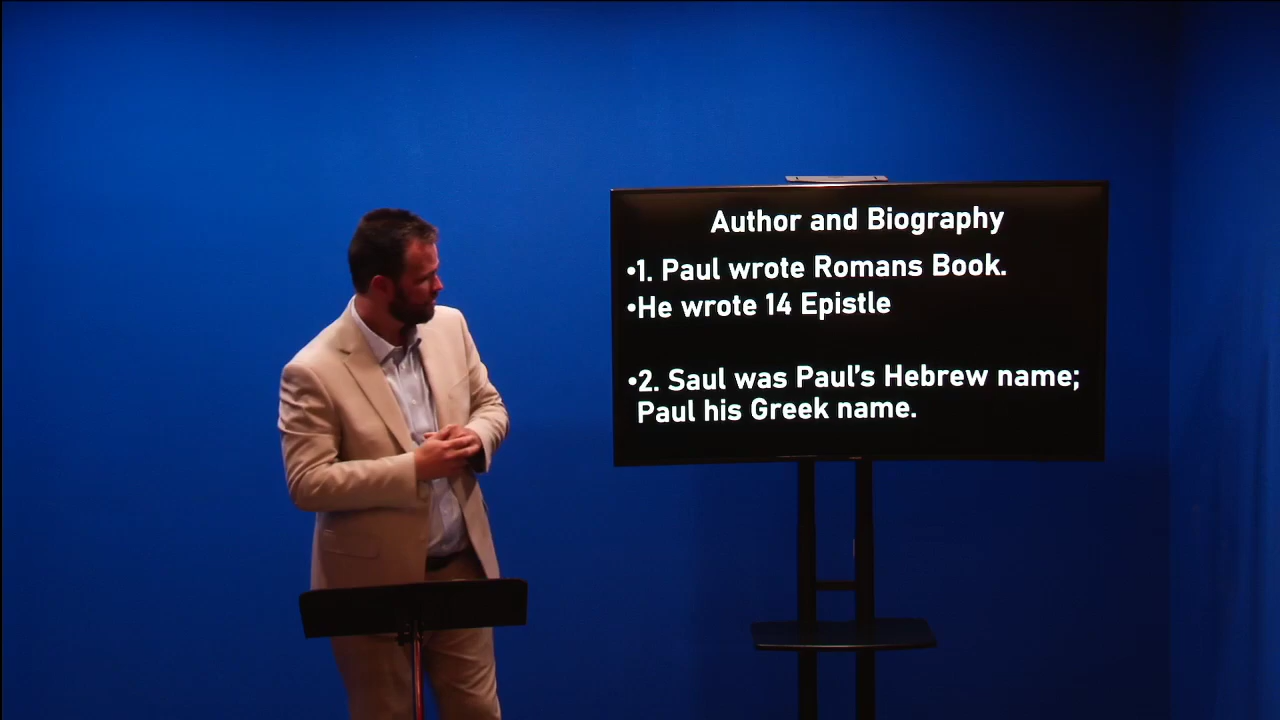 Author and Biography
•1. Paul wrote Romans Book.
•He wrote 14 Epistle
•2. Saul was Paul's Hebrew name;
Paul his Greek name.